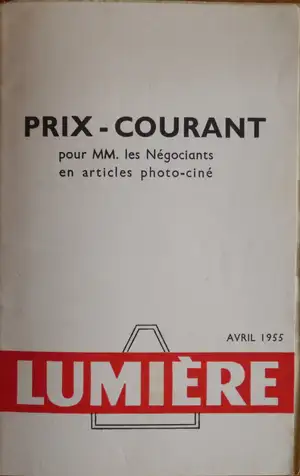 PRIX - COURANT
pour MM. les Négociants
en articles photo-ciné
AVRIL 1955
LUMIÈRE